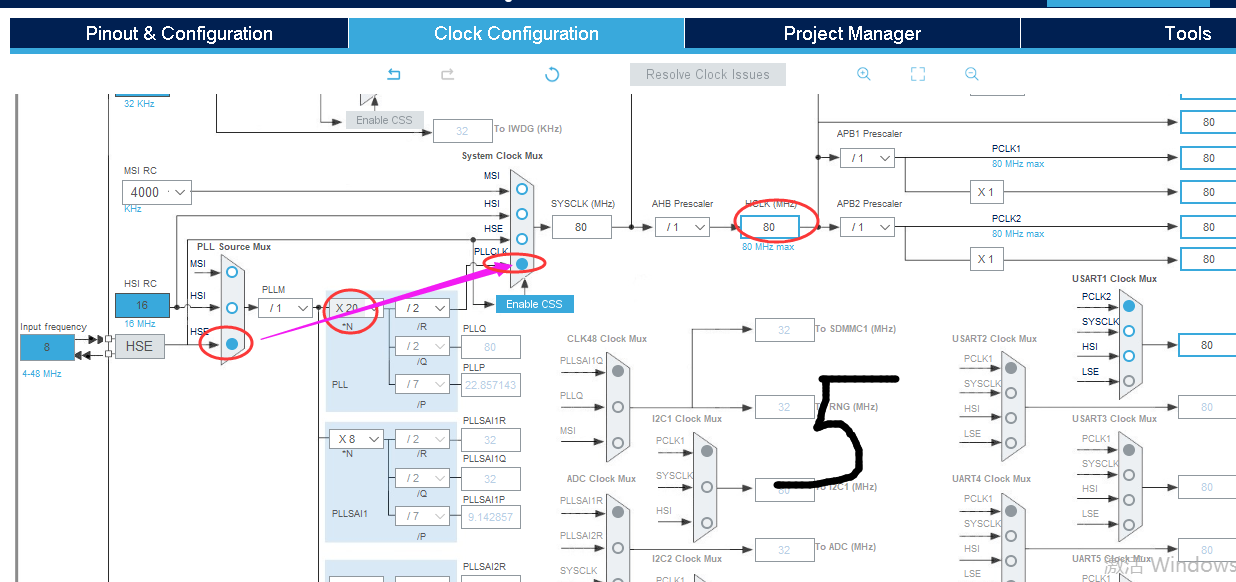 Pinout & Configuration
Clock Configuration
Project Manager
Tools
Resolve Clock Issues
32 KHz
Enable CSS
32
To IWDG (KHz)
80
APB1 Prescaler
System Clock Mux
/ 1
PCLK1
80 MHz max
80
MSI RC
MSI
4000
KHz
X 1
80
HSI
SYSCLK (MHz)
AHB Prescaler
HCLK (MHz)
APB2 Prescaler
80
/ 1
80
/ 1
PCLK2
80
HSE
80 MHz max
80 MHz max
PLL Source Mux
PLLCLK
X 1
80
MSI
HSI RC
16
16 MHz
HSI
PLLM
/ 1
USART1 Clock Mux
PCLK2
X 20
*N
/ 2
/R
Enable CSS
SYSCLK
Input frequency
8
4-48 MHz
HSE
HSE
PLLQ
/ 2
80
/Q
PLLP
PLL
/ 7
22.857143
/P
32
To SDMMC1 (MHz)
CLK48 Clock Mux
PLLSAI1Q
PLLQ
MSI
32
RNG (MHz)
5
HSI
80
LSE
USART2 Clock Mux
PCLK1
SYSCLK
HSI
LSE
80
PLLSAI1R
X 8
*N
/ 2
32
/R
PLLSAI1Q
/ 2
32
/Q
PLLSAI1P
PLLSAI1
/ 7
9.142857
/P
I2C1 Clock Mux
PCLK1
SYSCLK
HSI
80
I2C1 (MHz)
USART3 Clock Mux
PCLK1
SYSCLK
HSI
LSE
80
ADC Clock Mux
PLLSAI1R
PLLSAI2R
SYSCLK
32
To ADC (MHz)
UART4 Clock Mux
PCLK1
SYSCLK
HSI
LSE
80
PLLSAI2R
I2C2 Clock Mux
PCLK1
UART5 Clock Mux
PCLK1
激活 Windows